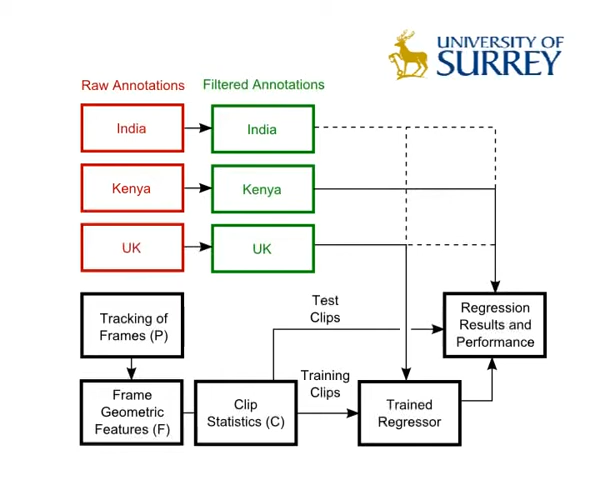 UNIVERSITY OF
SURREY
Raw Annotations
Filtered Annotations
India
India
Kenya
Kenya
UK
UK
Tracking of
Frames (P)
Test
Clips
Regression
Results and
Performance
Frame
Geometric
Features (F)
Clip
Statistics (C)
Training
Clips
Trained
Regressor